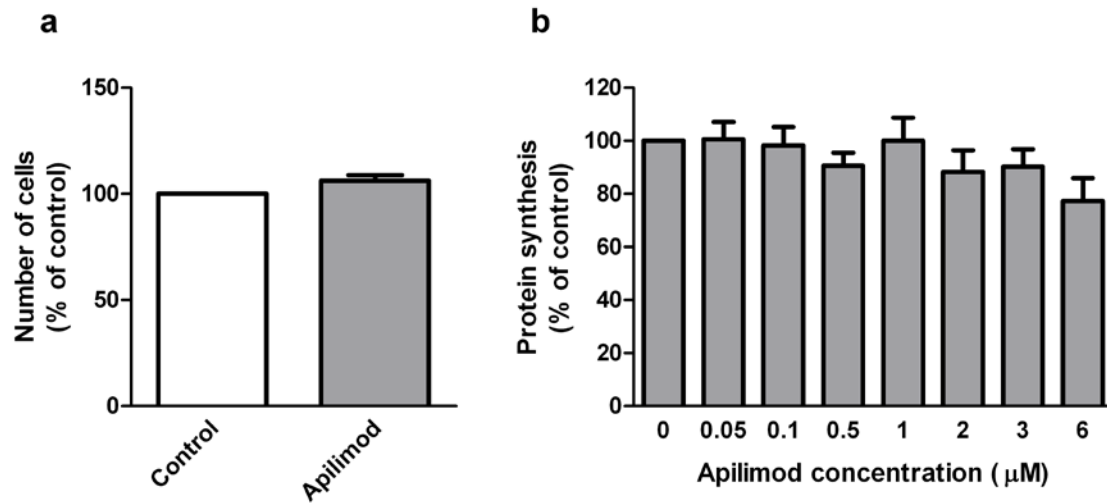 a
150
100
50
0
Number of cells
(% of control)
Control
Apilimod
b
120
100
80
60
40
20
0
Protein synthesis
(% of control)
0 0.05 0.1 0.5 1 2 3 6
Apilimod concentration ( μM)